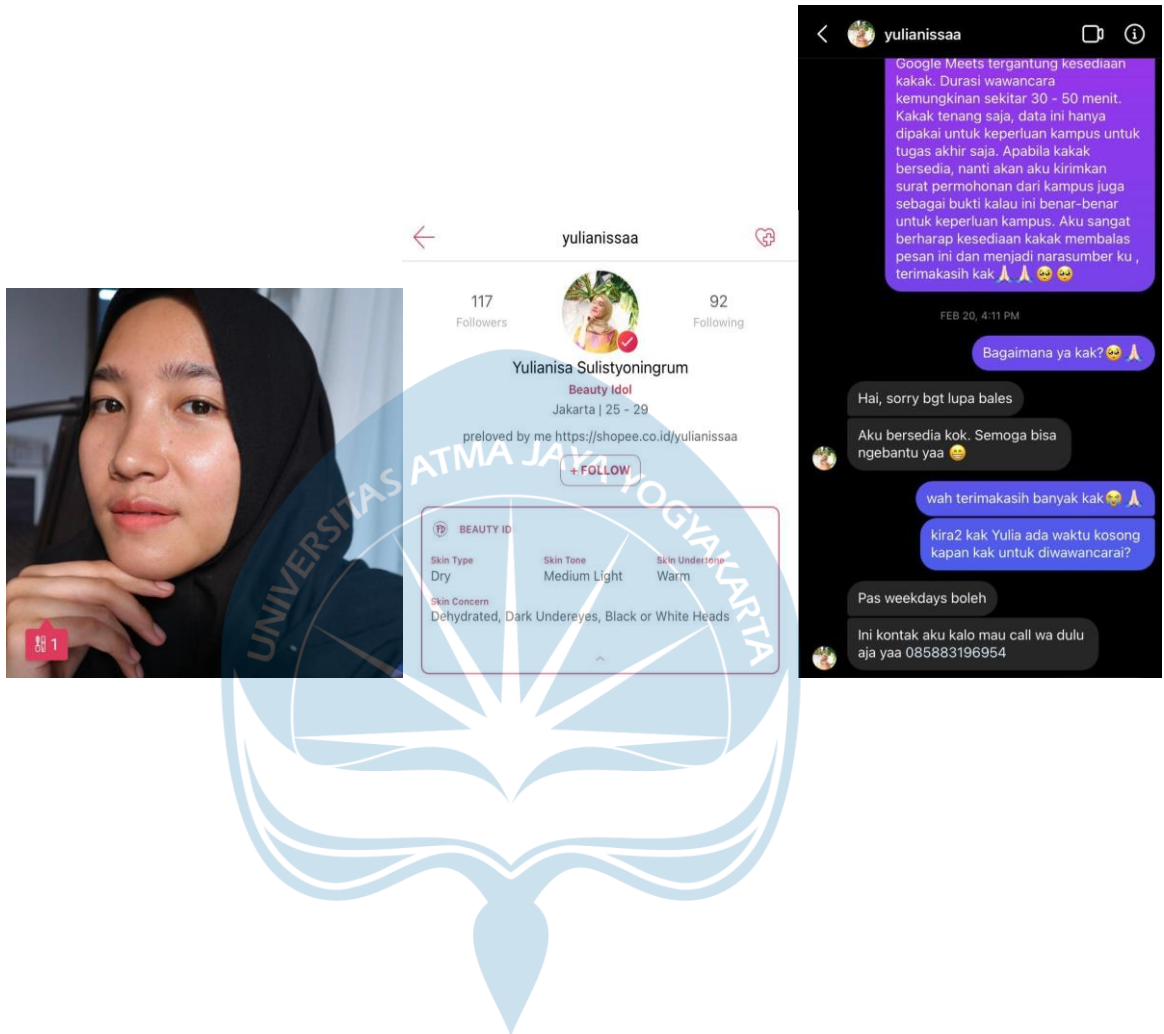 1
yulianissaa
117
Followers
92
Following
Yulianisa Sulistyoningrum
Beauty Idol
Jakarta | 25 - 29
preloved by me https://shopee.co.id/yulianissaa
+ FOLLOW
FD BEAUTY ID
Skin Type
Dry
Skin Tone
Medium Light
Skin Undertone
Warm
Skin Concern
Dehydrated, Dark Undereyes, Black or White Heads
yulianissaa
Google Meets tergantung kesediaan
kakak. Durasi wawancara
kemungkinan sekitar 30 - 50 menit.
Kakak tenang saja, data ini hanya
dipakai untuk keperluan kampus untuk
tugas akhir saja. Apabila kakak
bersedia, nanti akan aku kirimkan
surat permohonan dari kampus juga
sebagai bukti kalau ini benar-benar
untuk keperluan kampus. Aku sangat
berharap kesediaan kakak membalas
pesan ini dan menjadi narasumber ku ,
terimakasih kak 🙏🏻 🙏🏻 🥺 🥺
FEB 20, 4:11 PM
Bagaimana ya kak? 🥺 🙏🏻
Hai, sorry bgt lupa bales
Aku bersedia kok. Semoga bisa
ngebantu yaa 😁
wah terimakasih banyak kak 😭 🙏🏻
kira2 kak Yulia ada waktu kosong
kapan kak untuk diwawancarai?
Pas weekdays boleh
Ini kontak aku kalo mau call wa dulu
aja yaa 085883196954
UNIVERSITAS ATMA JAYA YOGYAKARTA